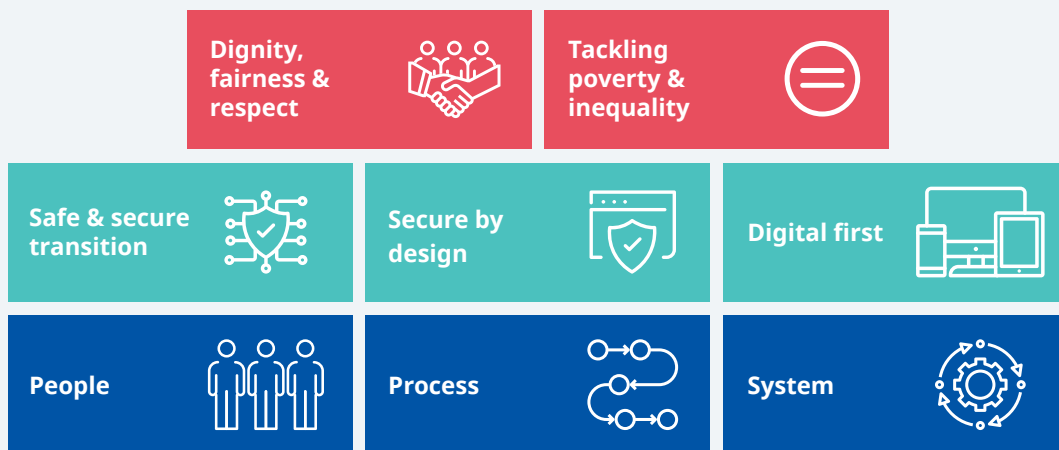 Dignity,
fairness &
respect
Tackling
poverty &
inequality
Safe & secure
transition
Secure by
design
Digital first
People
Process
System